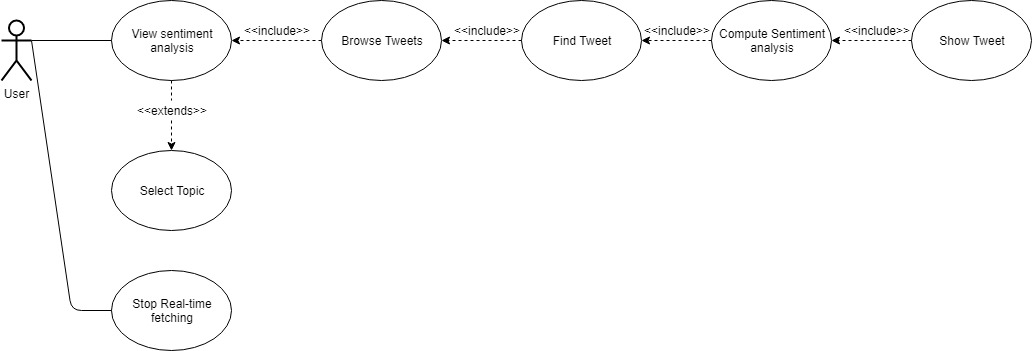 View sentiment
analysis
<<include>>
Browse Tweets
<<include>>
Find Tweet
<<include>>
Compute Sentiment
analysis
<<include>>
Show Tweet
User
<<extends>>
Select Topic
Stop Real-time
fetching